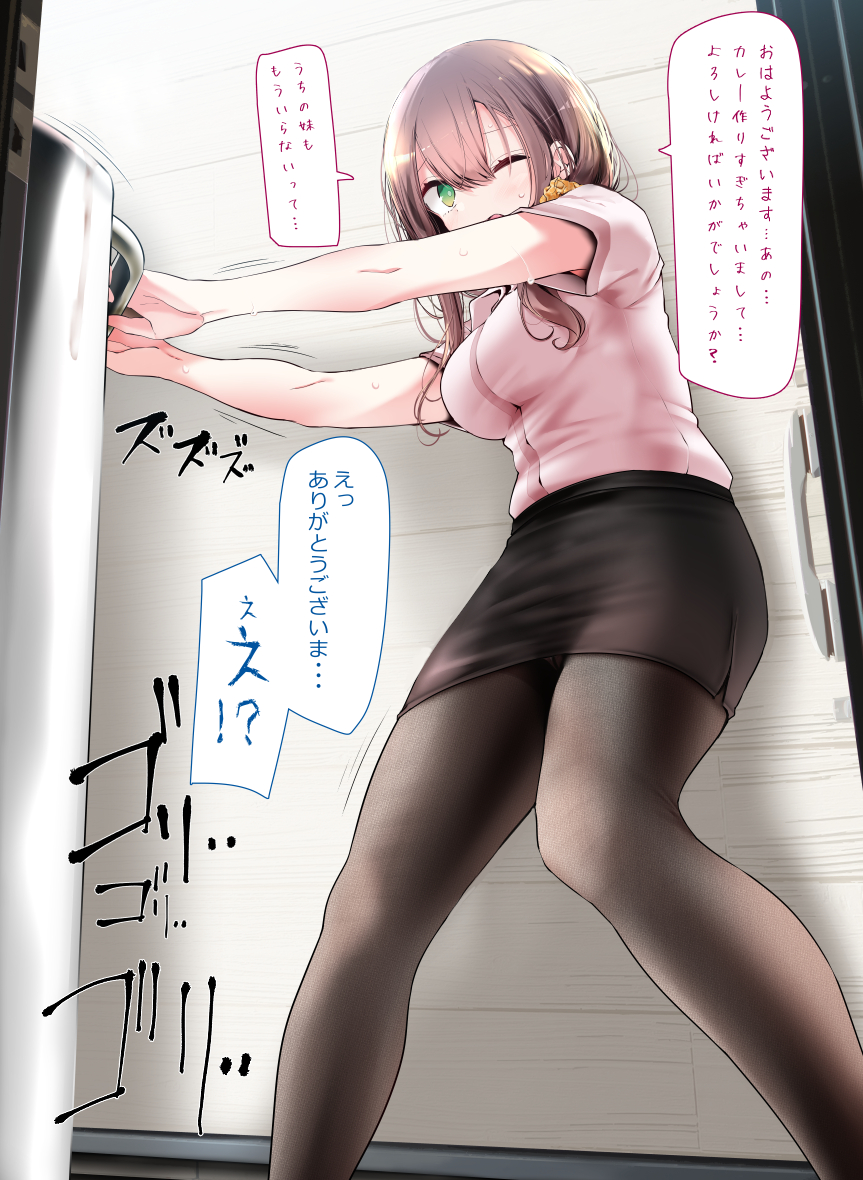 おはようございます…あの…
カレー作りすぎちゃいまして…
よろしければいかがでしょうか?
うちの妹も
もういらないって…
ズズズ
えっ
ありがとうございま…
ええ!?
ゴリ…
ゴリ…
ゴリ…